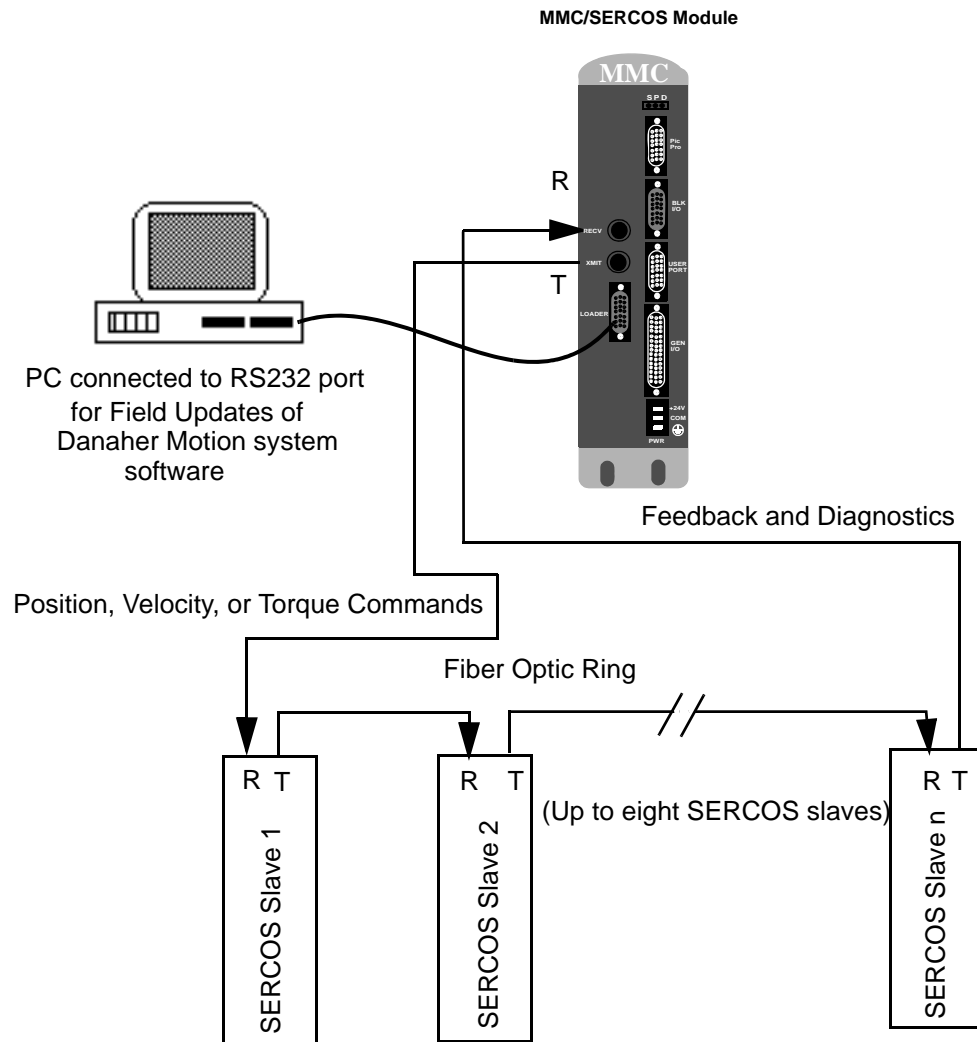 MMC/SERCOS Module
MMC
S P D
Pic
Pro
R
BLK
I/O
RECV
XMIT
USER
PORT
T
LOADER
GEN
I/O
+24V
COM
PWR
PC connected to RS232 port
for Field Updates of
Danaher Motion system
software
Feedback and Diagnostics
Position, Velocity, or Torque Commands
Fiber Optic Ring
R T
R T
R T
(Up to eight SERCOS slaves)
SERCOS Slave 1
SERCOS Slave 2
SERCOS Slave n